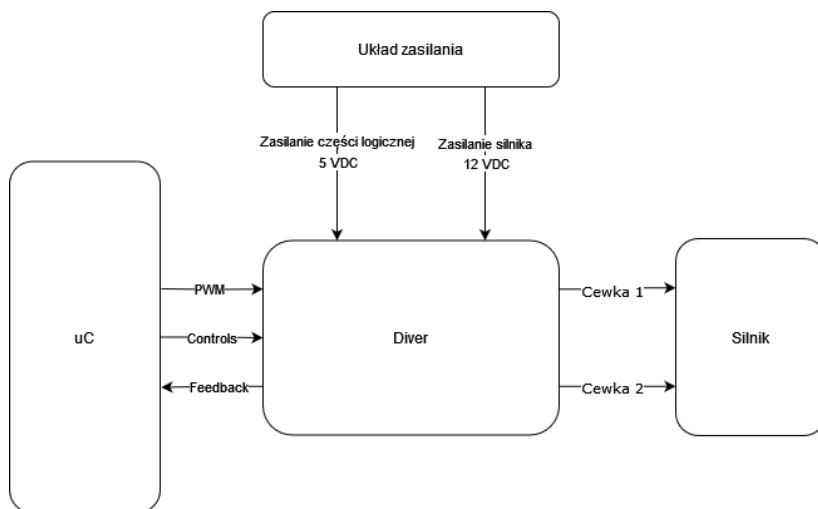 Układ zasilania
Zasilanie części logicznej
5 VDC
Zasilanie silnika
12 VDC
uC
PWM
Controls
Feedback
Diver
Cewka 1
Cewka 2
Silnik